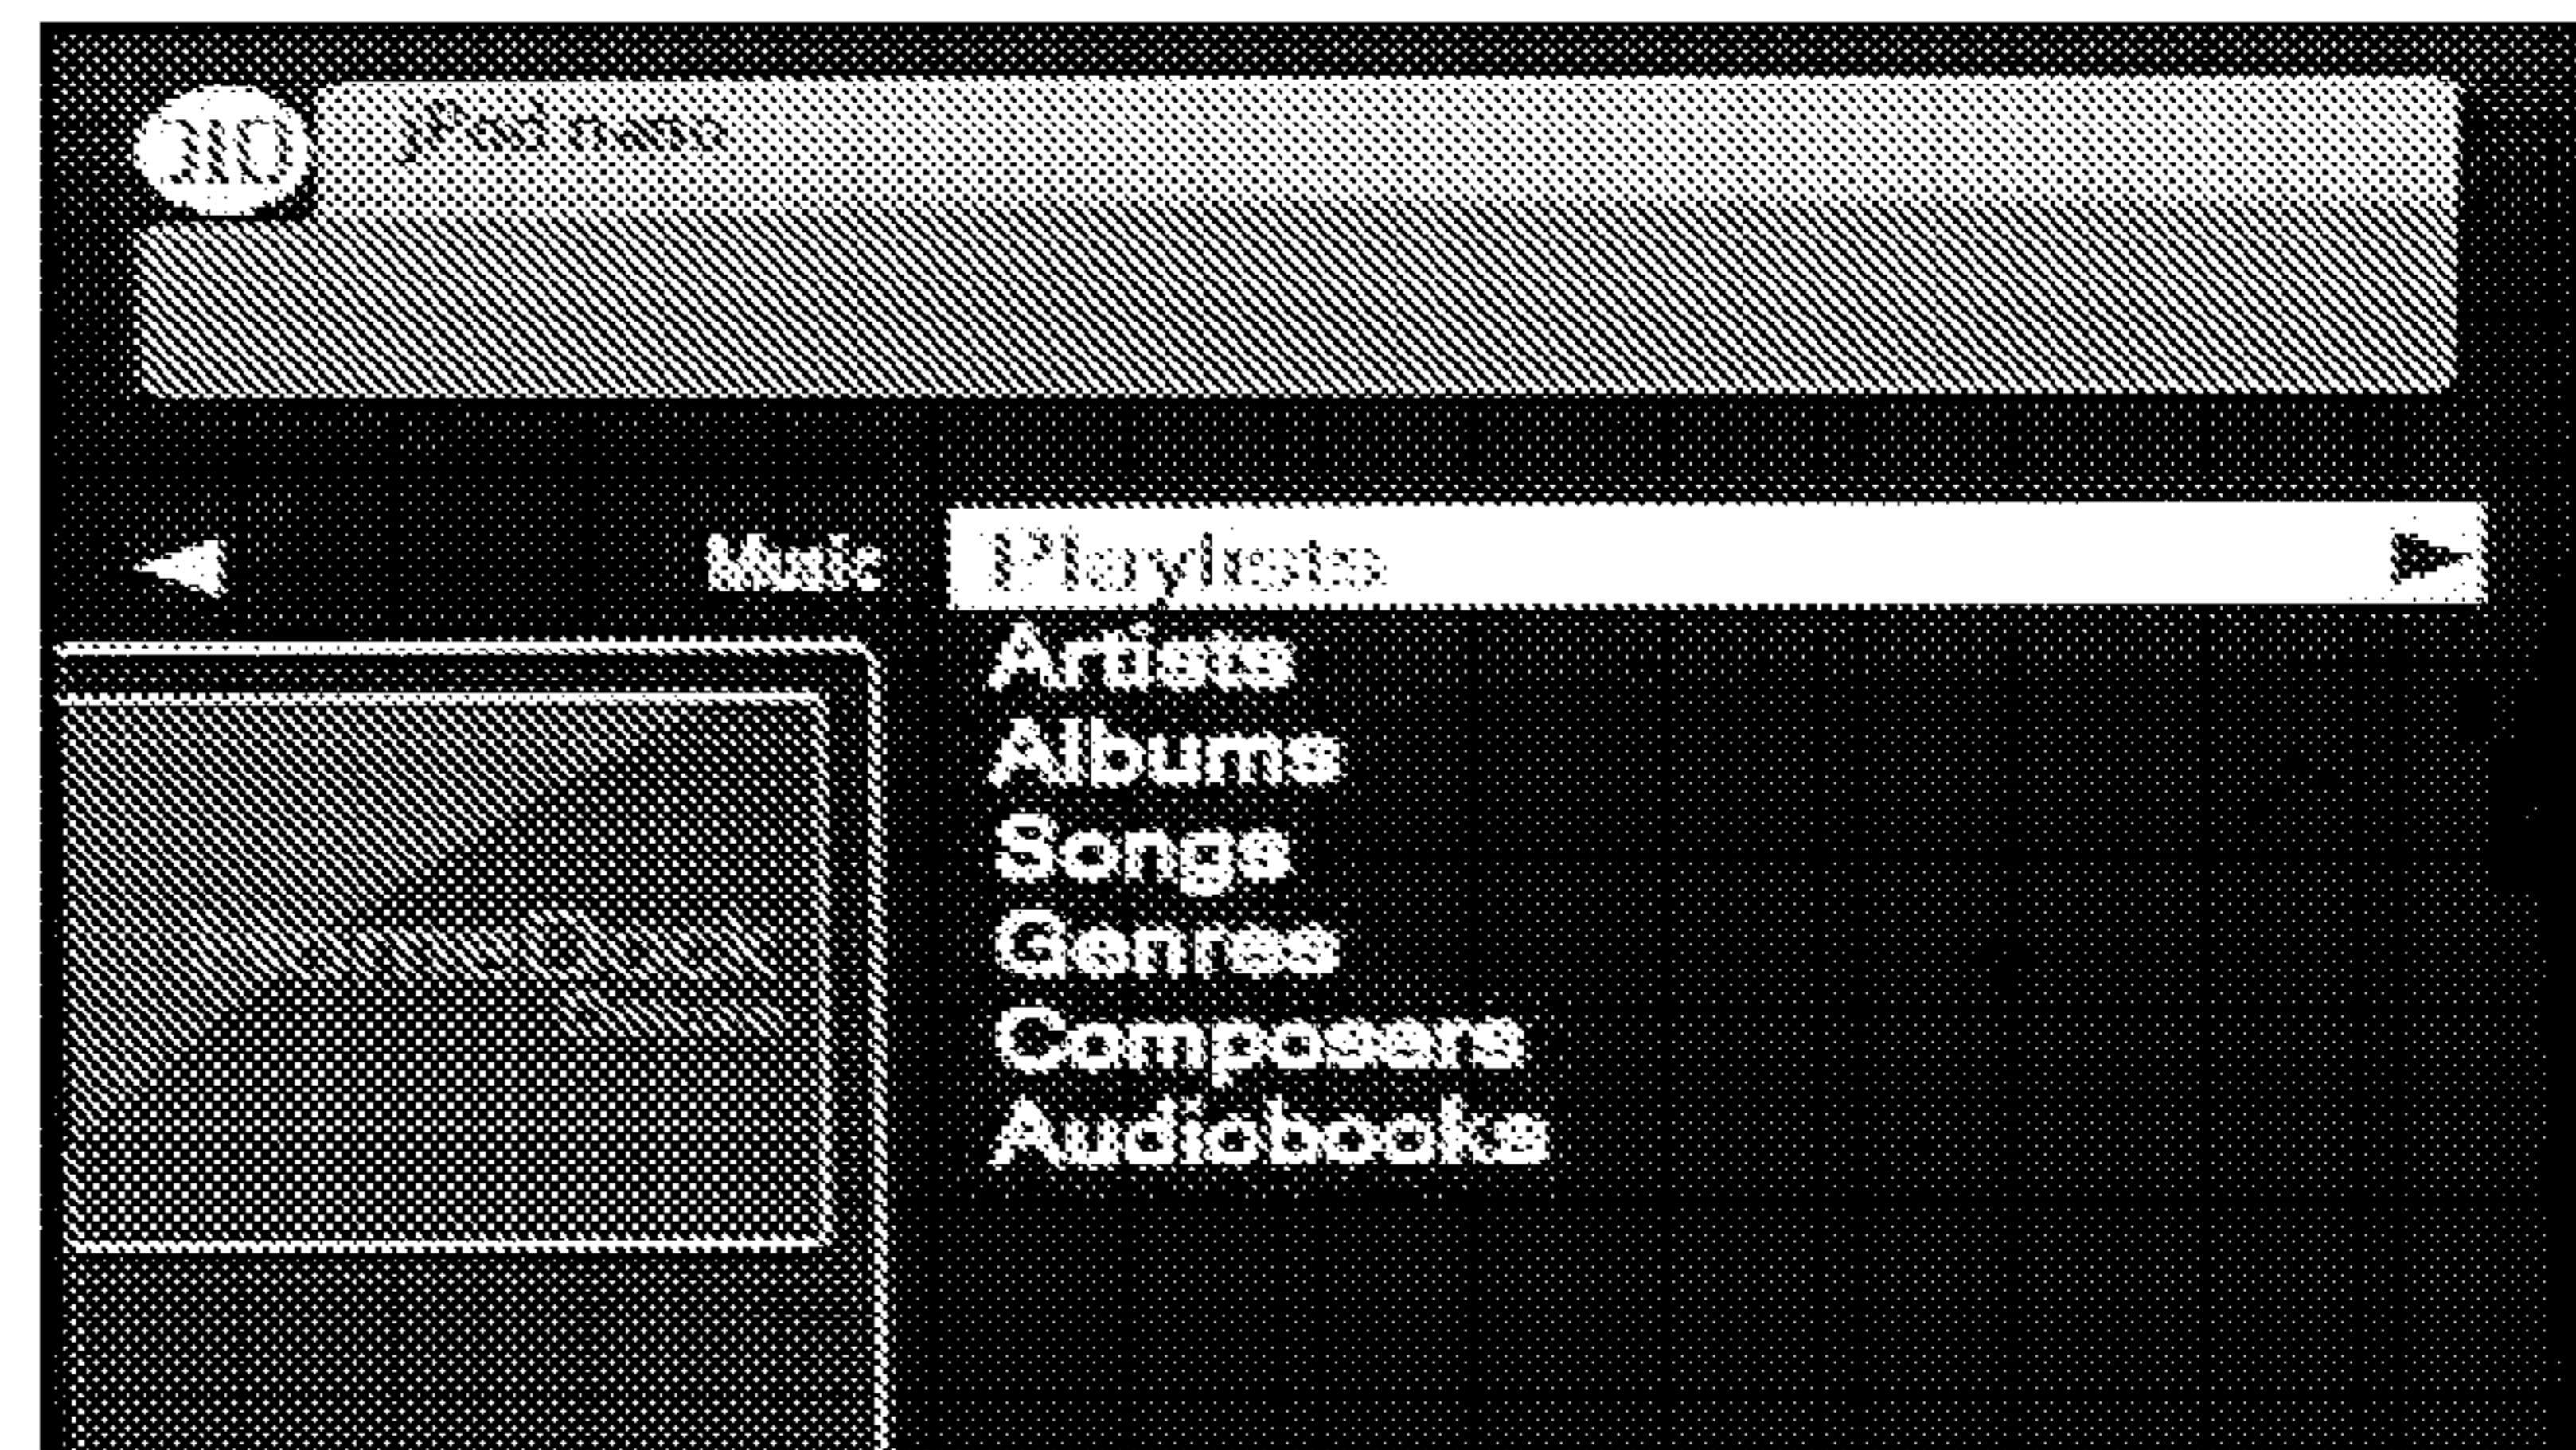 iPod nano
Music
Playlists
Artists
Albums
Songs
Genres
Composers
Audiobooks